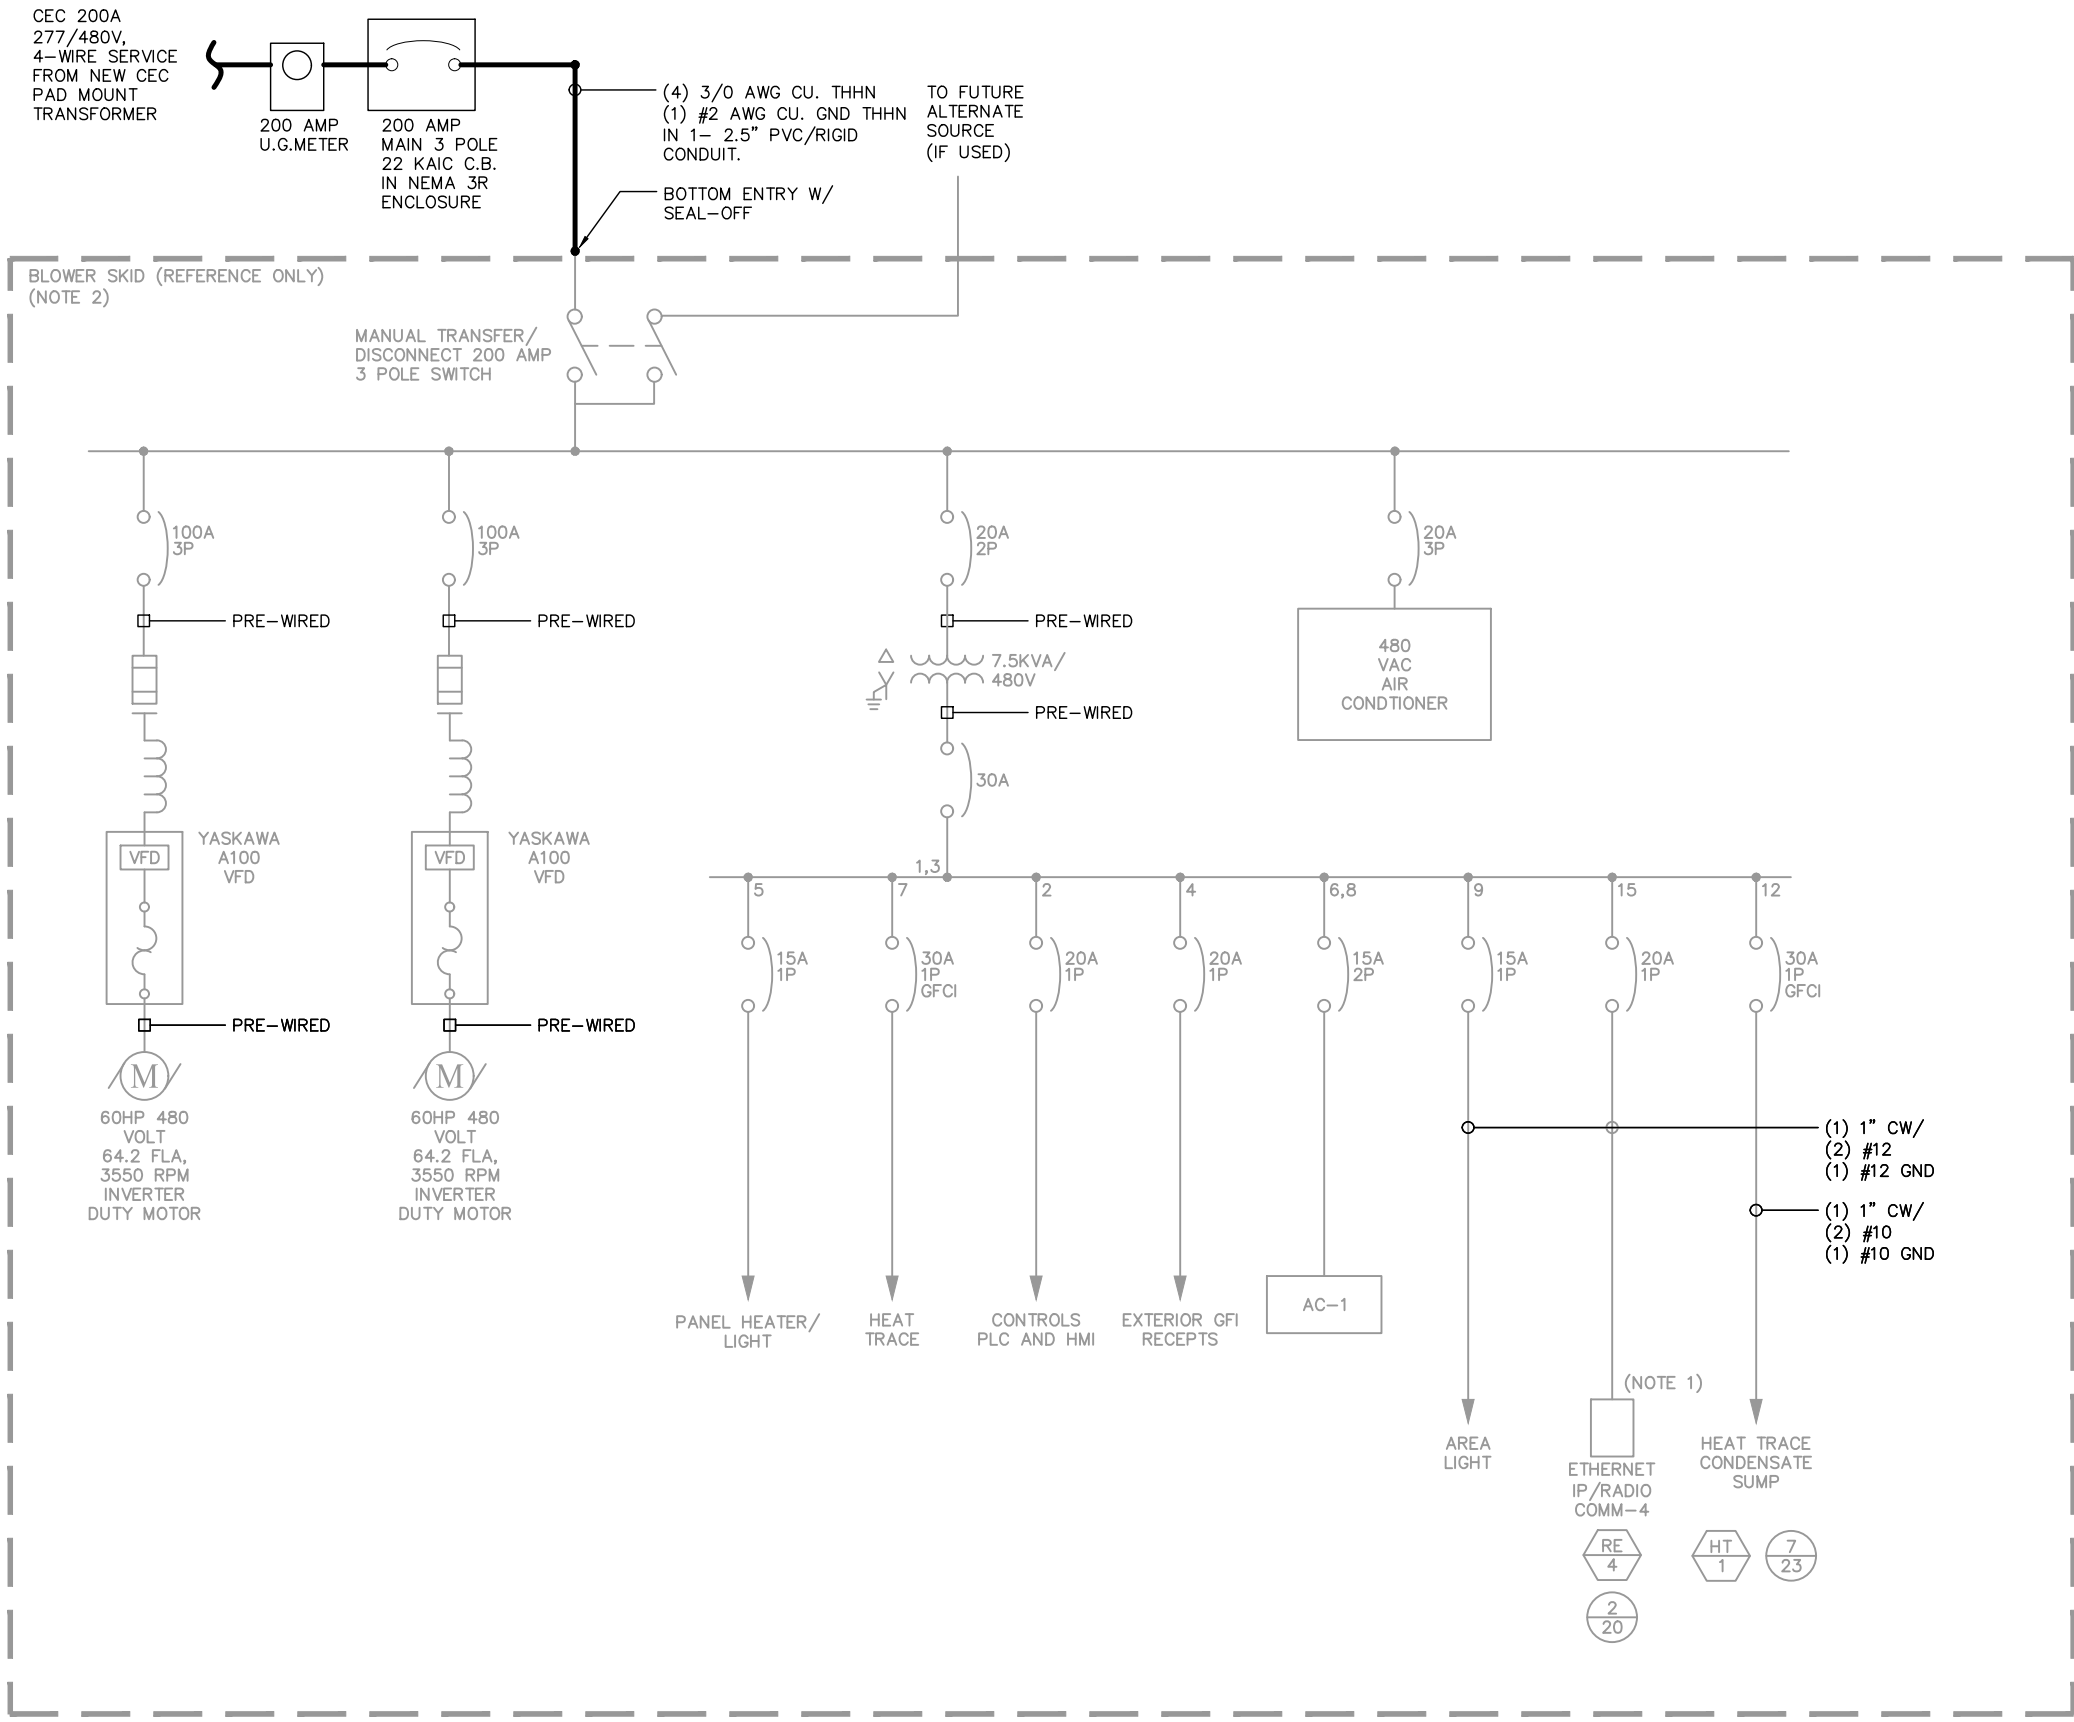 CEC 200A
277/480V,
4-WIRE SERVICE
FROM NEW CEC
PAD MOUNT
TRANSFORMER
200 AMP
U.G.METER
200 AMP
MAIN 3 POLE
22 KAIC C.B.
IN NEMA 3R
ENCLOSURE
(4) 3/0 AWG CU. THHN
(1) #2 AWG CU. GND THHN
IN 1- 2.5" PVC/RIGID
CONDUIT.
TO FUTURE
ALTERNATE
SOURCE
(IF USED)
BOTTOM ENTRY W/
SEAL-OFF
BLOWER SKID (REFERENCE ONLY)
(NOTE 2)
MANUAL TRANSFER/
DISCONNECT 200 AMP
3 POLE SWITCH
100A
3P
100A
3P
20A
2P
20A
3P
PRE-WIRED
PRE-WIRED
PRE-WIRED
480
VAC
AIR
CONDTIONER
7.5KVA/
480V
PRE-WIRED
30A
YASKAWA
A100
VFD
VFD
YASKAWA
A100
VFD
VFD
1,3
5
7
2
4
6,8
9
15
12
15A
1P
30A
1P
GFCI
20A
1P
20A
1P
15A
2P
15A
1P
20A
1P
30A
1P
GFCI
PRE-WIRED
PRE-WIRED
M
M
60HP 480
VOLT
64.2 FLA,
3550 RPM
INVERTER
DUTY MOTOR
60HP 480
VOLT
64.2 FLA,
3550 RPM
INVERTER
DUTY MOTOR
(1) 1" CW/
(2) #12
(1) #12 GND
(1) 1" CW/
(2) #10
(1) #10 GND
PANEL HEATER/
LIGHT
HEAT
TRACE
CONTROLS
PLC AND HMI
EXTERIOR GFI
RECEPTS
AC-1
(NOTE 1)
AREA
LIGHT
ETHERNET
IP/RADIO
COMM-4
HEAT TRACE
CONDENSATE
SUMP
RE
4
HT
1
7
23
2
20